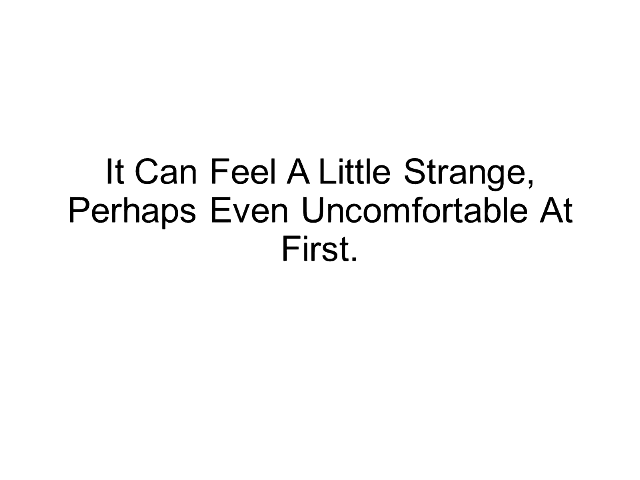 It Can Feel A Little Strange,
Perhaps Even Uncomfortable At
First.